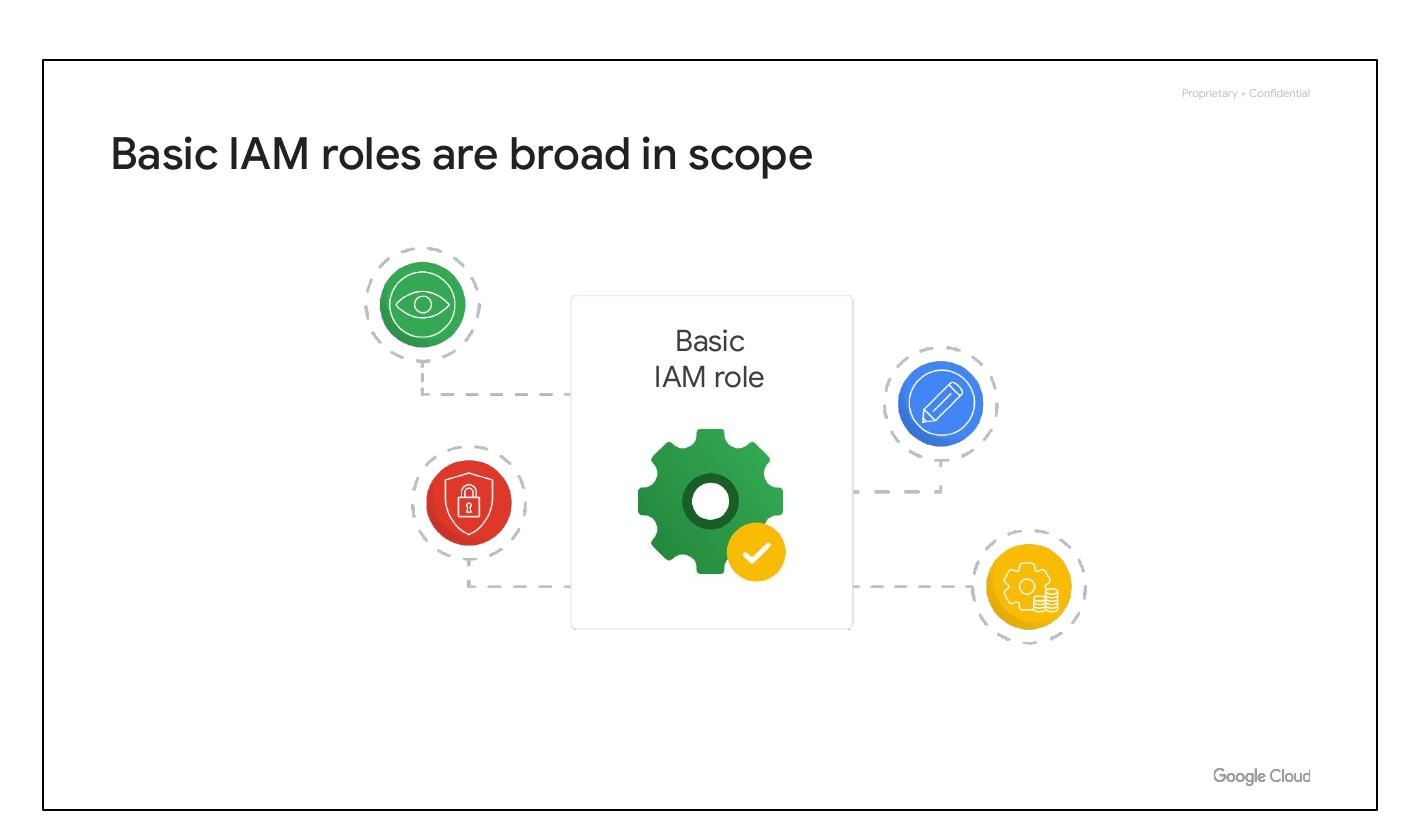 Proprietary + Confidential
Basic IAM roles are broad in scope
Basic
IAM role
Google Cloud